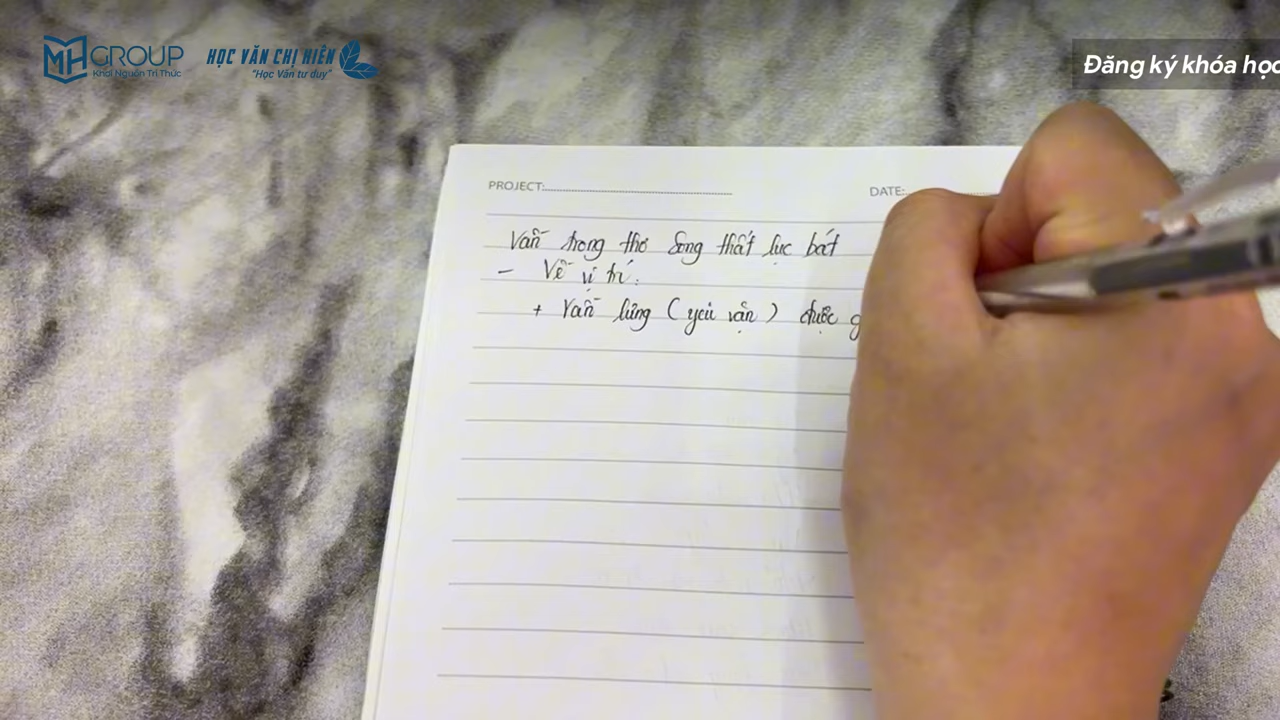 MH GROUP
Khơi Nguồn Tri Thức
HỌC VĂN CHỊ HIÊN
"Học Văn tư duy"
Đăng ký khóa học
PROJECT:
DATE:
Vần trong thơ song thất lục bát
- Về vị trí:
+ Vần lưng (yêu vận) được g